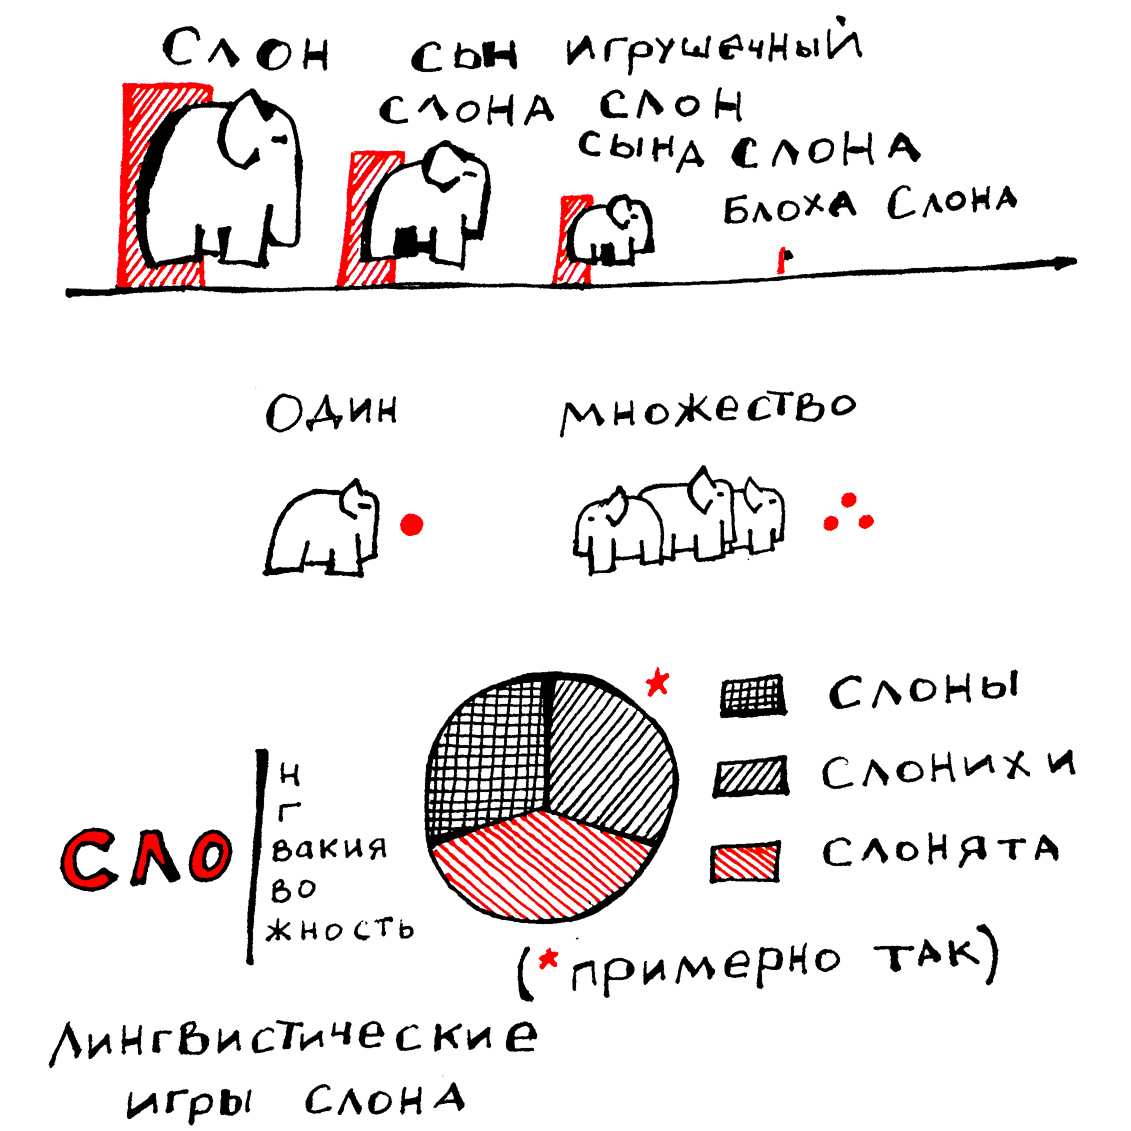 СЛОН
СЫН
СЛОНА
ИГРУШЕЧНЫЙ
СЛОН
СЫНА СЛОНА
БЛОХА СЛОНА
ОДИН
МНОЖЕСТВО
СЛОНЫ
СЛОНИХИ
СЛОНЯТА
(*ПРИМЕРНО ТАК)
СЛО
Н
Г
ВАКИЯ
ВО
ЖНОСТЬ
ЛИНГВИСТИЧЕСКИЕ
ИГРЫ СЛОНА